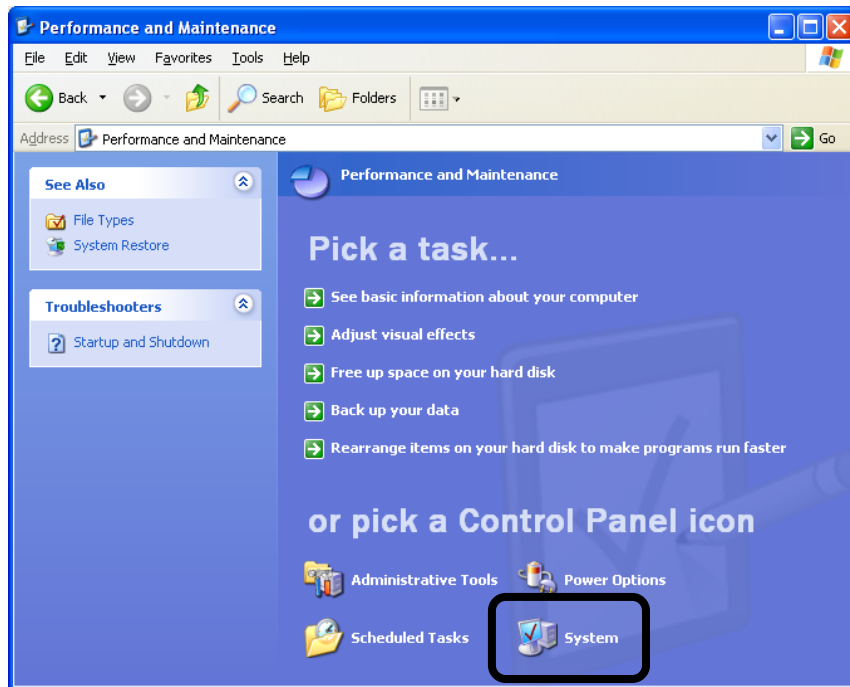 Performance and Maintenance
File Edit View Favorites Tools Help
Back Search Folders
Address Performance and Maintenance Go
See Also
File Types
System Restore
Troubleshooters
Startup and Shutdown
Performance and Maintenance
Pick a task...
See basic information about your computer
Adjust visual effects
Free up space on your hard disk
Back up your data
Rearrange items on your hard disk to make programs run faster
or pick a Control Panel icon
Administrative Tools Power Options
Scheduled Tasks System